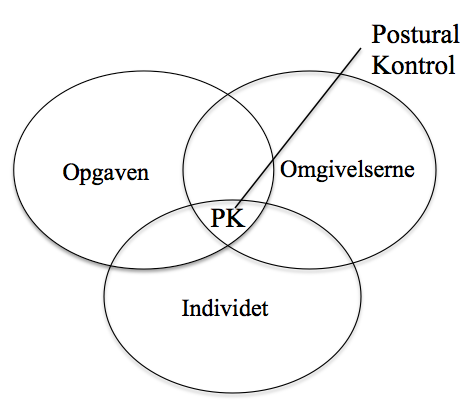 Postural
Kontrol
Opgaven
Omgivelserne
PK
Individet